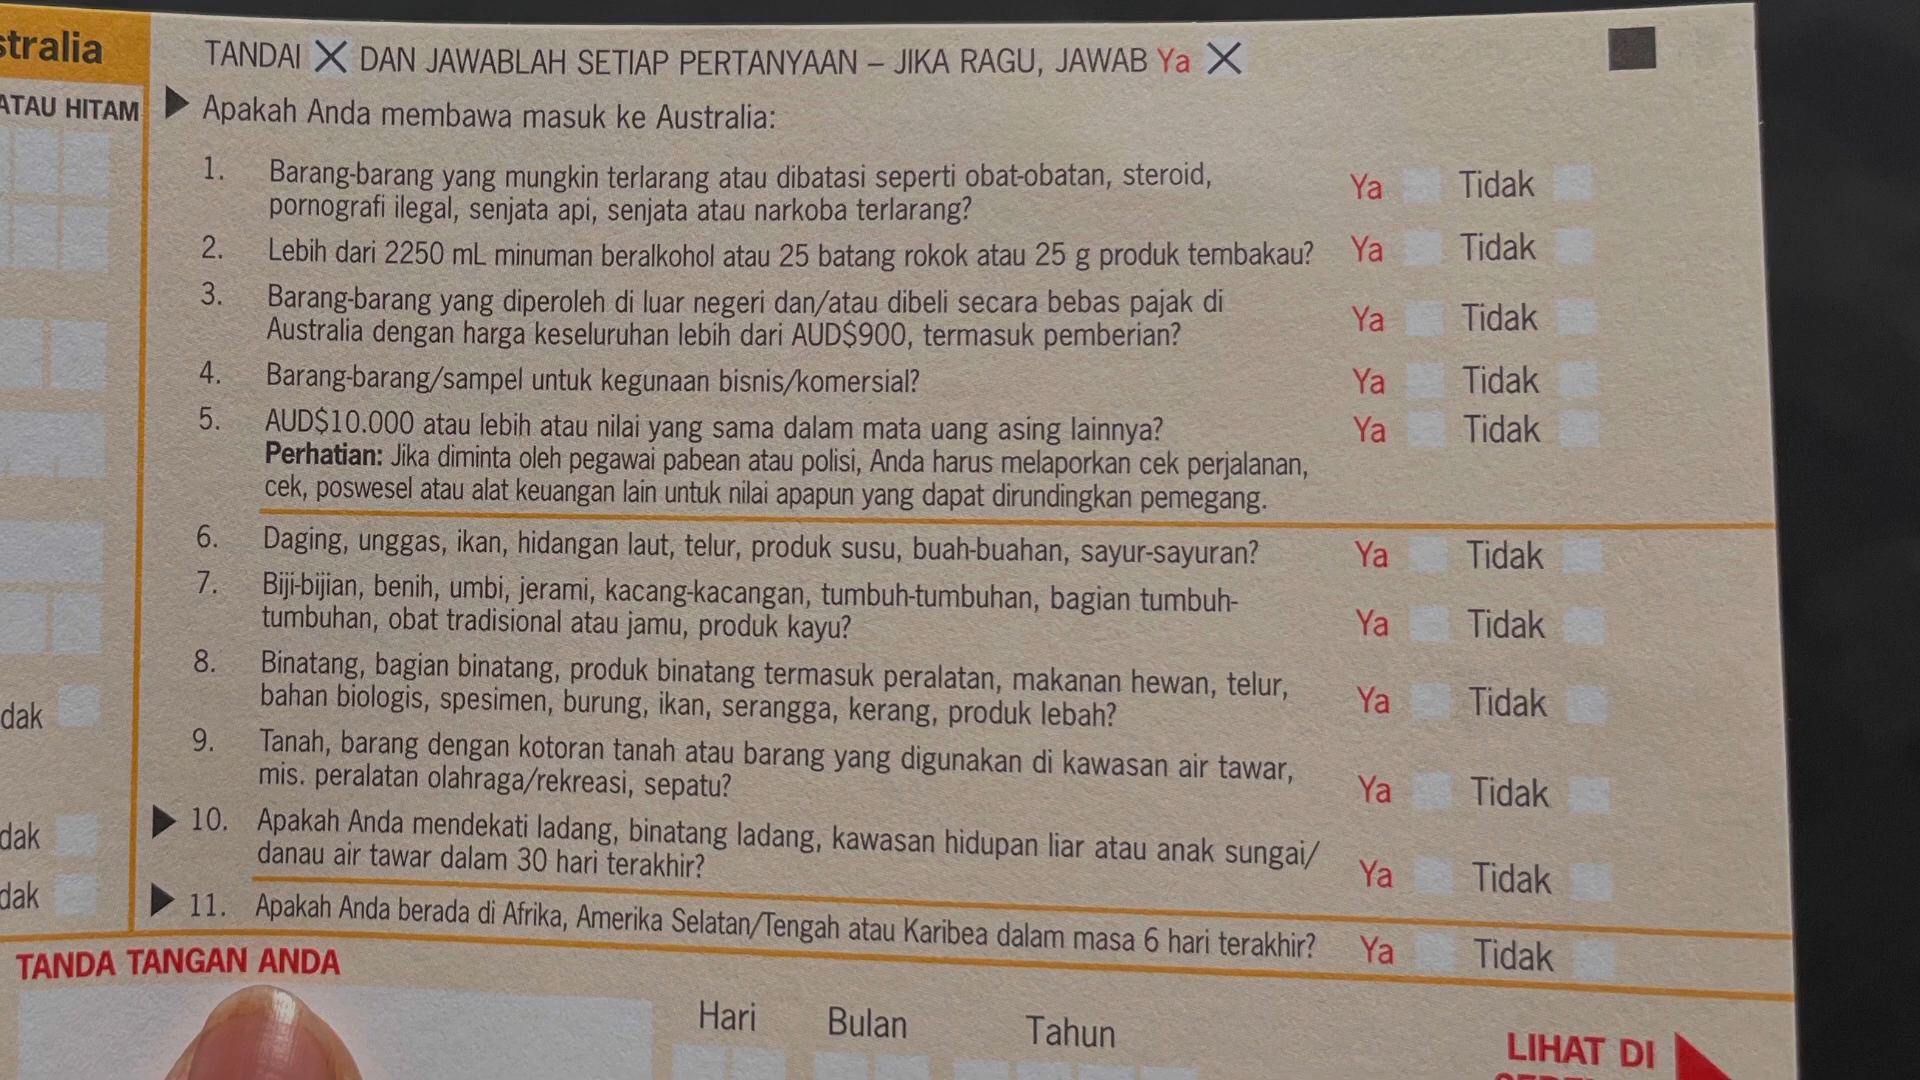 TANDAI X DAN JAWABLAH SETIAP PERTANYAAN – JIKA RAGU, JAWAB Ya X
ATAU HITAM
Apakah Anda membawa masuk ke Australia:
1. Barang-barang yang mungkin terlarang atau dibatasi seperti obat-obatan, steroid,
pornografi ilegal, senjata api, senjata atau narkoba terlarang? Ya Tidak
2. Lebih dari 2250 mL minuman beralkohol atau 25 batang rokok atau 25 g produk tembakau? Ya Tidak
3. Barang-barang yang diperoleh di luar negeri dan/atau dibeli secara bebas pajak di
Australia dengan harga keseluruhan lebih dari AUD$900, termasuk pemberian? Ya Tidak
4. Barang-barang/sampel untuk kegunaan bisnis/komersial? Ya Tidak
5. AUD$10.000 atau lebih atau nilai yang sama dalam mata uang asing lainnya? Ya Tidak
Perhatian: Jika diminta oleh pegawai pabean atau polisi, Anda harus melaporkan cek perjalanan,
cek, poswesel atau alat keuangan lain untuk nilai apapun yang dapat dirundingkan pemegang.
6. Daging, unggas, ikan, hidangan laut, telur, produk susu, buah-buahan, sayur-sayuran? Ya Tidak
7. Biji-bijian, benih, umbi, jerami, kacang-kacangan, tumbuh-tumbuhan, bagian tumbuh-
tumbuhan, obat tradisional atau jamu, produk kayu? Ya Tidak
8. Binatang, bagian binatang, produk binatang termasuk peralatan, makanan hewan, telur,
bahan biologis, spesimen, burung, ikan, serangga, kerang, produk lebah? Ya Tidak
9. Tanah, barang dengan kotoran tanah atau barang yang digunakan di kawasan air tawar,
mis. peralatan olahraga/rekreasi, sepatu? Ya Tidak
10. Apakah Anda mendekati ladang, binatang ladang, kawasan hidupan liar atau anak sungai/
danau air tawar dalam 30 hari terakhir? Ya Tidak
11. Apakah Anda berada di Afrika, Amerika Selatan/Tengah atau Karibea dalam masa 6 hari terakhir? Ya Tidak
TANDA TANGAN ANDA
Hari Bulan Tahun
LIHAT DI